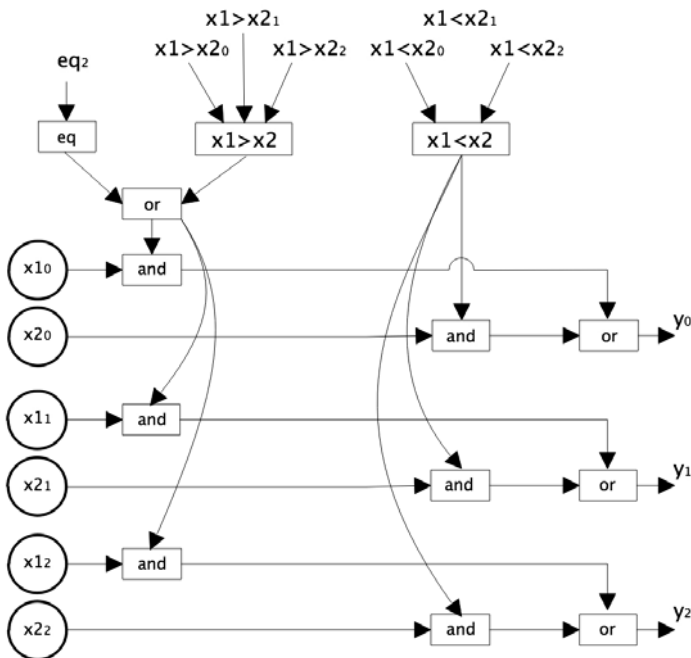 x1>x2₁ x1<x2₁
eq₂ x1>x2₀ x1>x2₂ x1<x2₀ x1<x2₂
eq x1>x2 x1<x2
or
x1₀ and
x2₀ and or y₀
x1₁ and
x2₁ and or y₁
x1₂ and
x2₂ and or y₂